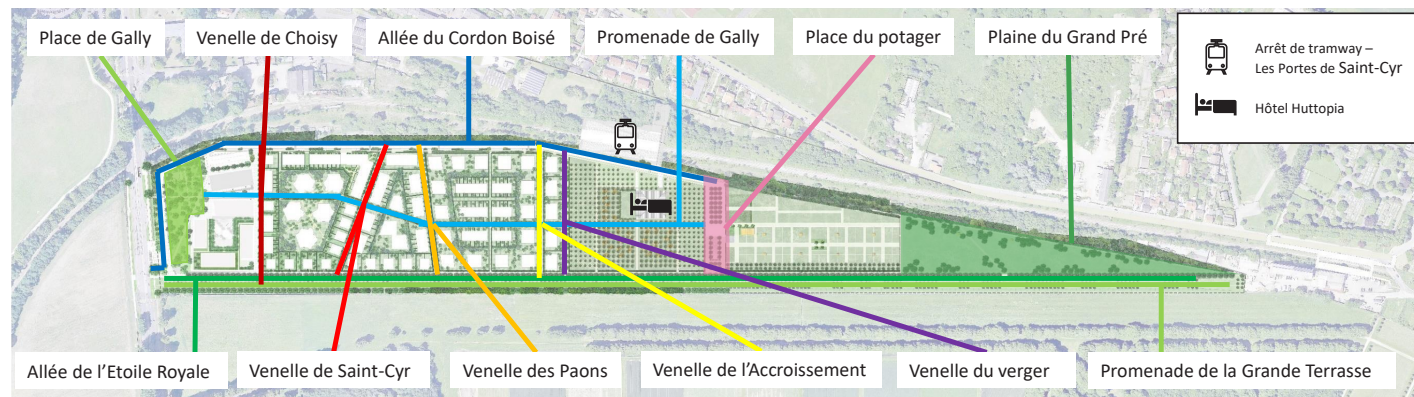 Place de Gally
Venelle de Choisy
Allée du Cordon Boisé
Promenade de Gally
Place du potager
Plaine du Grand Pré
Arrêt de tramway –
Les Portes de Saint-Cyr
Hôtel Huttopia
Allée de l’Etoile Royale
Venelle de Saint-Cyr
Venelle des Paons
Venelle de l’Accroissement
Venelle du verger
Promenade de la Grande Terrasse